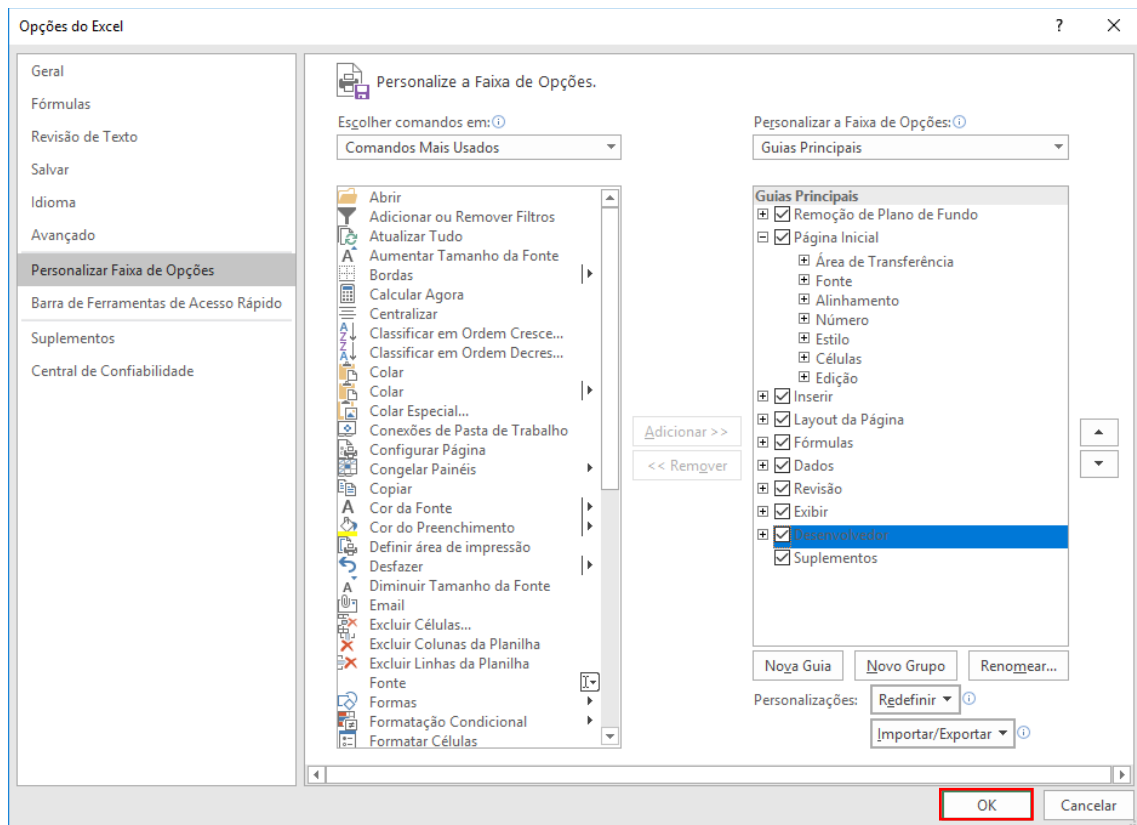 Opções do Excel
?
Geral
Fórmulas
Revisão de Texto
Salvar
Idioma
Avançado
Personalizar Faixa de Opções
Barra de Ferramentas de Acesso Rápido
Suplementos
Central de Confiabilidade
Personalize a Faixa de Opções.
Escolher comandos em:
Comandos Mais Usados
Abrir
Adicionar ou Remover Filtros
Atualizar Tudo
Aumentar Tamanho da Fonte
Bordas
Calcular Agora
Centralizar
Classificar em Ordem Cresce...
Classificar em Ordem Decres...
Colar
Colar
Colar Especial...
Conexões de Pasta de Trabalho
Configurar Página
Congelar Painéis
Copiar
Cor da Fonte
Cor do Preenchimento
Definir área de impressão
Desfazer
Diminuir Tamanho da Fonte
Email
Excluir Células...
Excluir Colunas da Planilha
Excluir Linhas da Planilha
Fonte
Formas
Formatação Condicional
Formatar Células
Adicionar >>
<< Remover
Personalizar a Faixa de Opções:
Guias Principais
Guias Principais
Remoção de Plano de Fundo
Página Inicial
Área de Transferência
Fonte
Alinhamento
Número
Estilo
Células
Edição
Inserir
Layout da Página
Fórmulas
Dados
Revisão
Exibir
Desenvolvedor
Suplementos
Nova Guia
Novo Grupo
Renomear...
Personalizações:
Redefinir
Importar/Exportar
OK
Cancelar